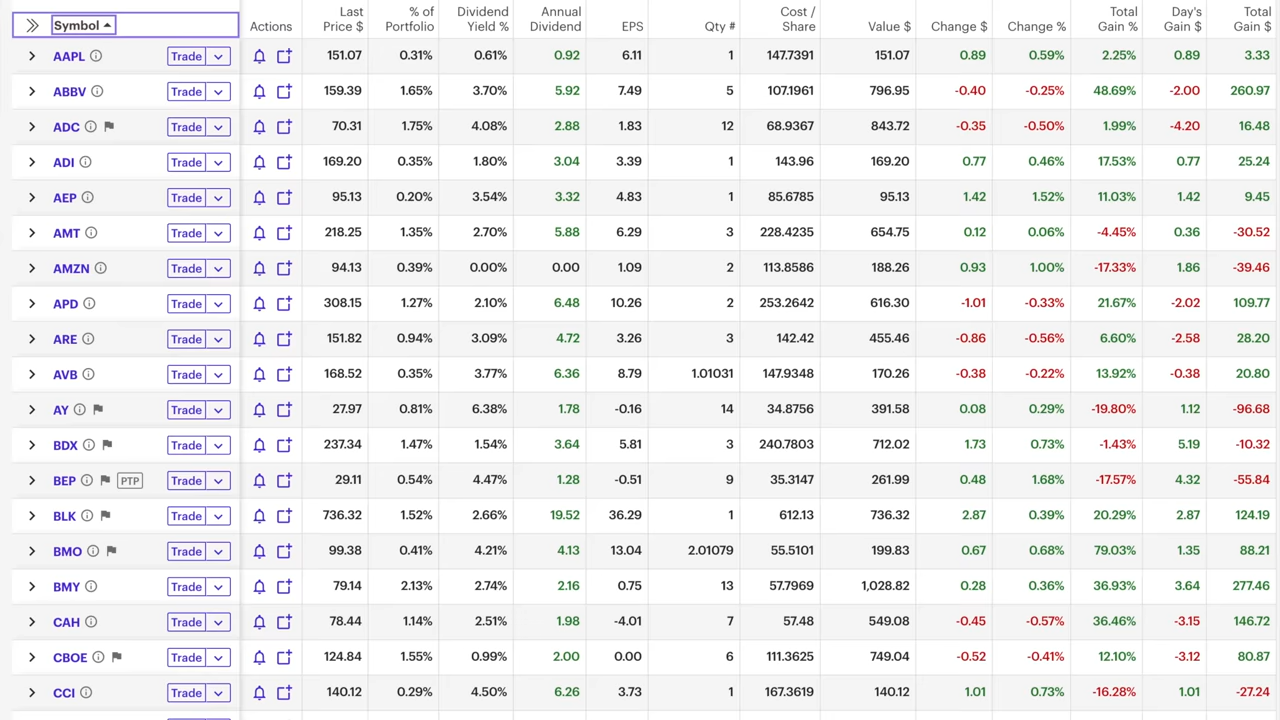 Symbol Actions Last Price $ % of Portfolio Dividend Yield % Annual Dividend EPS Qty # Cost / Share Value $ Change $ Change % Total Gain % Day's Gain $ Total Gain $
AAPL Trade 151.07 0.31% 0.61% 0.92 6.11 1 147.7391 151.07 0.89 0.59% 2.25% 0.89 3.33
ABBV Trade 159.39 1.65% 3.70% 5.92 7.49 5 107.1961 796.95 -0.40 -0.25% 48.69% -2.00 260.97
ADC Trade 70.31 1.75% 4.08% 2.88 1.83 12 68.9367 843.72 -0.35 -0.50% 1.99% -4.20 16.48
ADI Trade 169.20 0.35% 1.80% 3.04 3.39 1 143.96 169.20 0.77 0.46% 17.53% 0.77 25.24
AEP Trade 95.13 0.20% 3.54% 3.32 4.83 1 85.6785 95.13 1.42 1.52% 11.03% 1.42 9.45
AMT Trade 218.25 1.35% 2.70% 5.88 6.29 3 228.4235 654.75 0.12 0.06% -4.45% 0.36 -30.52
AMZN Trade 94.13 0.39% 0.00% 0.00 1.09 2 113.8586 188.26 0.93 1.00% -17.33% 1.86 -39.46
APD Trade 308.15 1.27% 2.10% 6.48 10.26 2 253.2642 616.30 -1.01 -0.33% 21.67% -2.02 109.77
ARE Trade 151.82 0.94% 3.09% 4.72 3.26 3 142.42 455.46 -0.86 -0.56% 6.60% -2.58 28.20
AVB Trade 168.52 0.35% 3.77% 6.36 8.79 1.01031 147.9348 170.26 -0.38 -0.22% 13.92% -0.38 20.80
AY Trade 27.97 0.81% 6.38% 1.78 -0.16 14 34.8756 391.58 0.08 0.29% -19.80% 1.12 -96.68
BDX Trade 237.34 1.47% 1.54% 3.64 5.81 3 240.7803 712.02 1.73 0.73% -1.43% 5.19 -10.32
BEP PTP Trade 29.11 0.54% 4.47% 1.28 -0.51 9 35.3147 261.99 0.48 1.68% -17.57% 4.32 -55.84
BLK Trade 736.32 1.52% 2.66% 19.52 36.29 1 612.13 736.32 2.87 0.39% 20.29% 2.87 124.19
BMO Trade 99.38 0.41% 4.21% 4.13 13.04 2.01079 55.5101 199.83 0.67 0.68% 79.03% 1.35 88.21
BMY Trade 79.14 2.13% 2.74% 2.16 0.75 13 57.7969 1,028.82 0.28 0.36% 36.93% 3.64 277.46
CAH Trade 78.44 1.14% 2.51% 1.98 -4.01 7 57.48 549.08 -0.45 -0.57% 36.46% -3.15 146.72
CBOE Trade 124.84 1.55% 0.99% 2.00 0.00 6 111.3625 749.04 -0.52 -0.41% 12.10% -3.12 80.87
CCI Trade 140.12 0.29% 4.50% 6.26 3.73 1 167.3619 140.12 1.01 0.73% -16.28% 1.01 -27.24